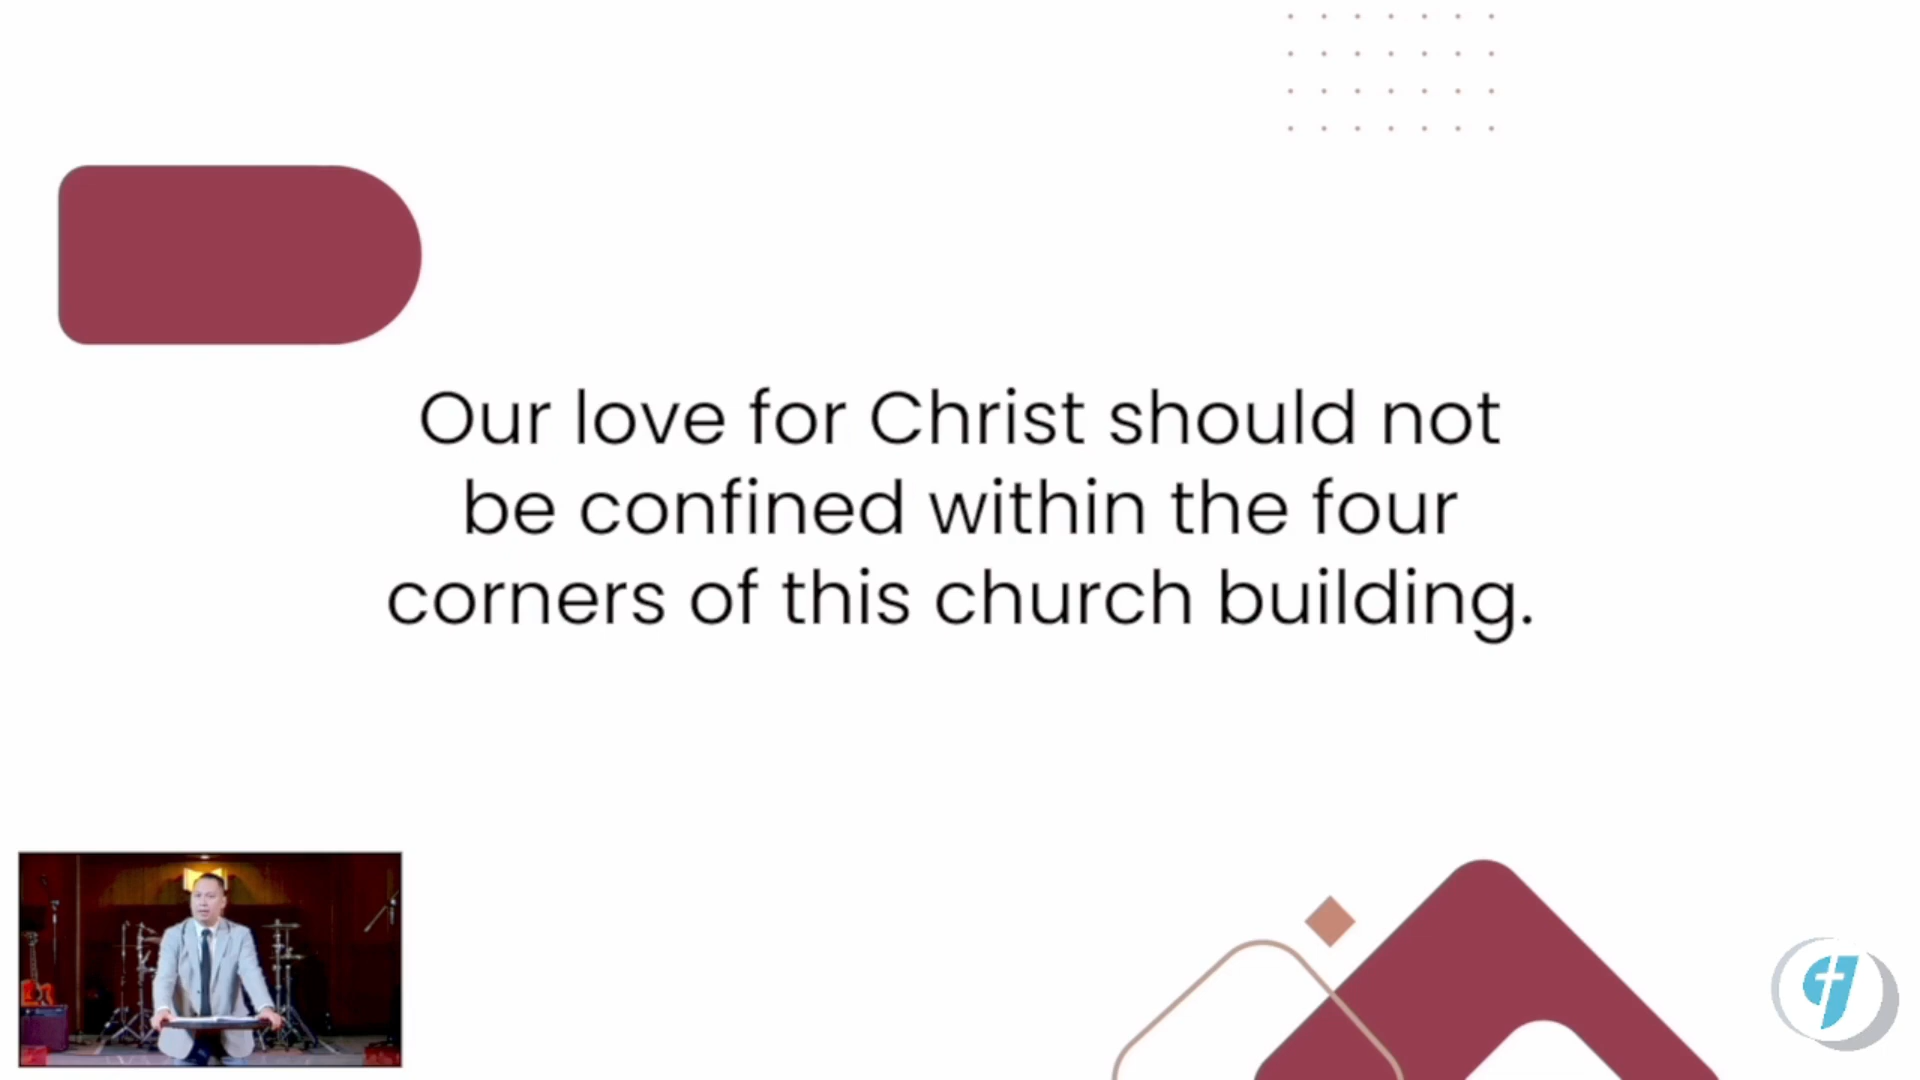 Our love for Christ should not
be confined within the four
corners of this church building.